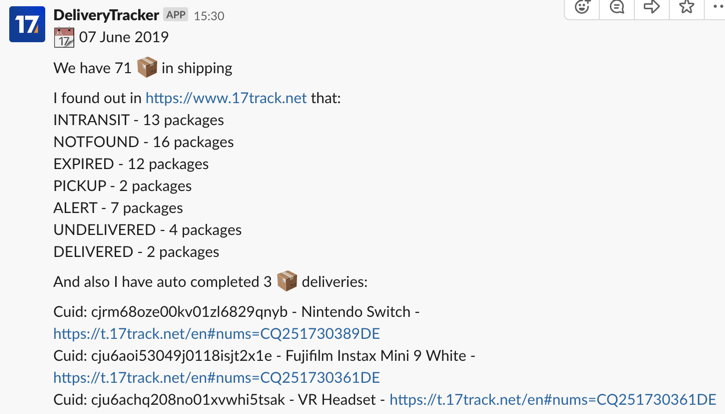 17
DeliveryTracker APP 15:30
17 07 June 2019
We have 71 in shipping
I found out in https://www.17track.net that:
INTRANSIT - 13 packages
NOTFOUND - 16 packages
EXPIRED - 12 packages
PICKUP - 2 packages
ALERT - 7 packages
UNDELIVERED - 4 packages
DELIVERED - 2 packages
And also I have auto completed 3 deliveries:
Cuid: cjrm68oze00kv01zl6829qnyb - Nintendo Switch -
https://t.17track.net/en#nums=CQ251730389DE
Cuid: cju6aoi53049j0118isjt2x1e - Fujifilm Instax Mini 9 White -
https://t.17track.net/en#nums=CQ251730361DE
Cuid: cju6achq208no01xvwhi5tsak - VR Headset - https://t.17track.net/en#nums=CQ251730361DE